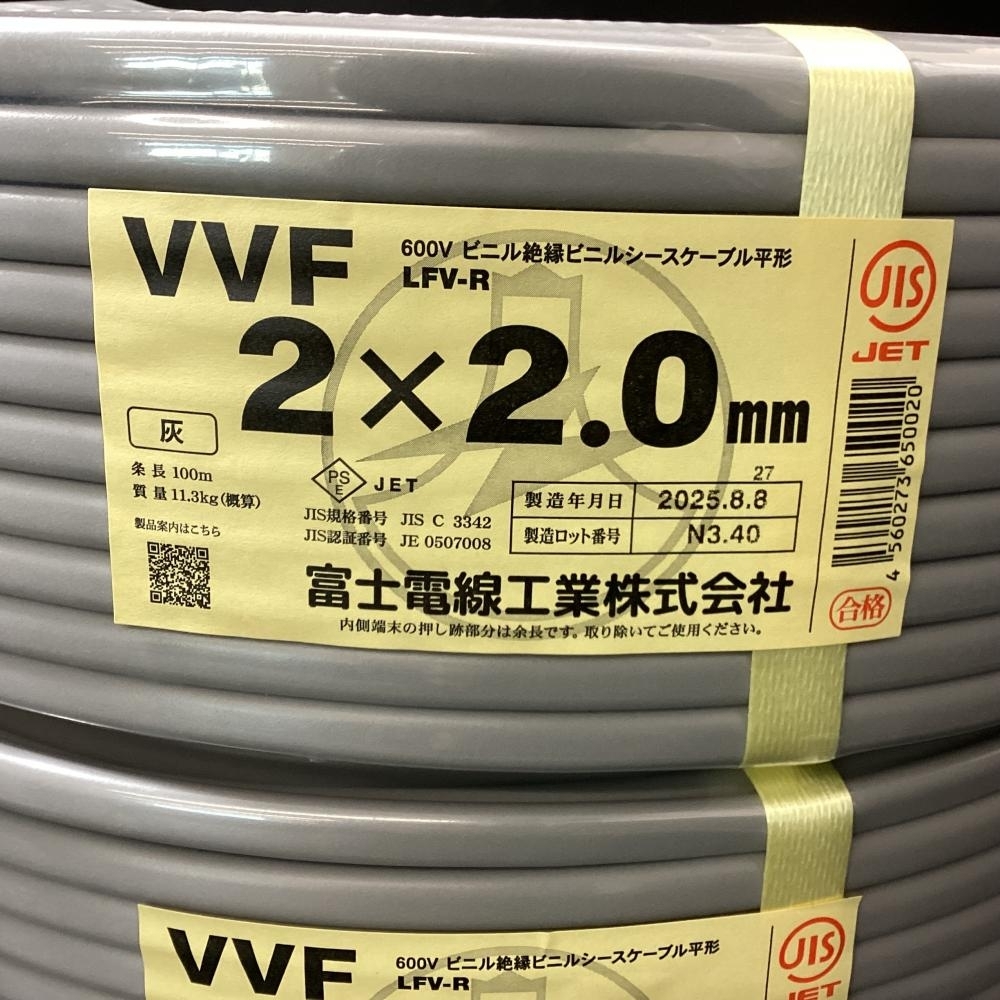 VVF
600V ビニル絶縁ビニルシースケーブル平形
LFV-R
2×2.0mm
灰
条長 100m
質量 11.3kg(概算)
製品案内はこちら
PS
E
JET
JIS規格番号 JIS C 3342
JIS認証番号 JE 0507008
27
製造年月日 2025.8.8
製造ロット番号 N3.40
富士電線工業株式会社
内側端末の押し跡部分は余長です。取り除いてご使用ください。
JIS
JET
4560273650020
合格
VVF
600V ビニル絶縁ビニルシースケーブル平形
LFV-R
JIS
JET